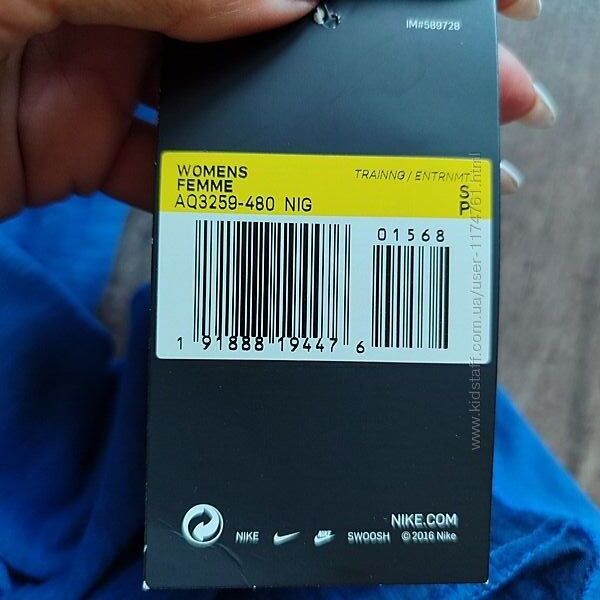 IM#589728
WOMENS
FEMME
TRAINNG / ENTRNMT
AQ3259-480 NIG
S
P
01568
1 91888 19447 6
NIKE.COM
NIKE SWOOSH © 2016 Nike
www.kidstaff.com.ua/user-1174761.html